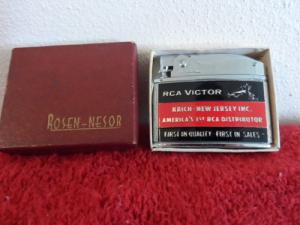 ROSEN-NESOR
RCA VICTOR
KRICH-NEW JERSEY INC.
AMERICA'S 1ST RCA DISTRIBUTOR
FIRST IN QUALITY FIRST IN SALES